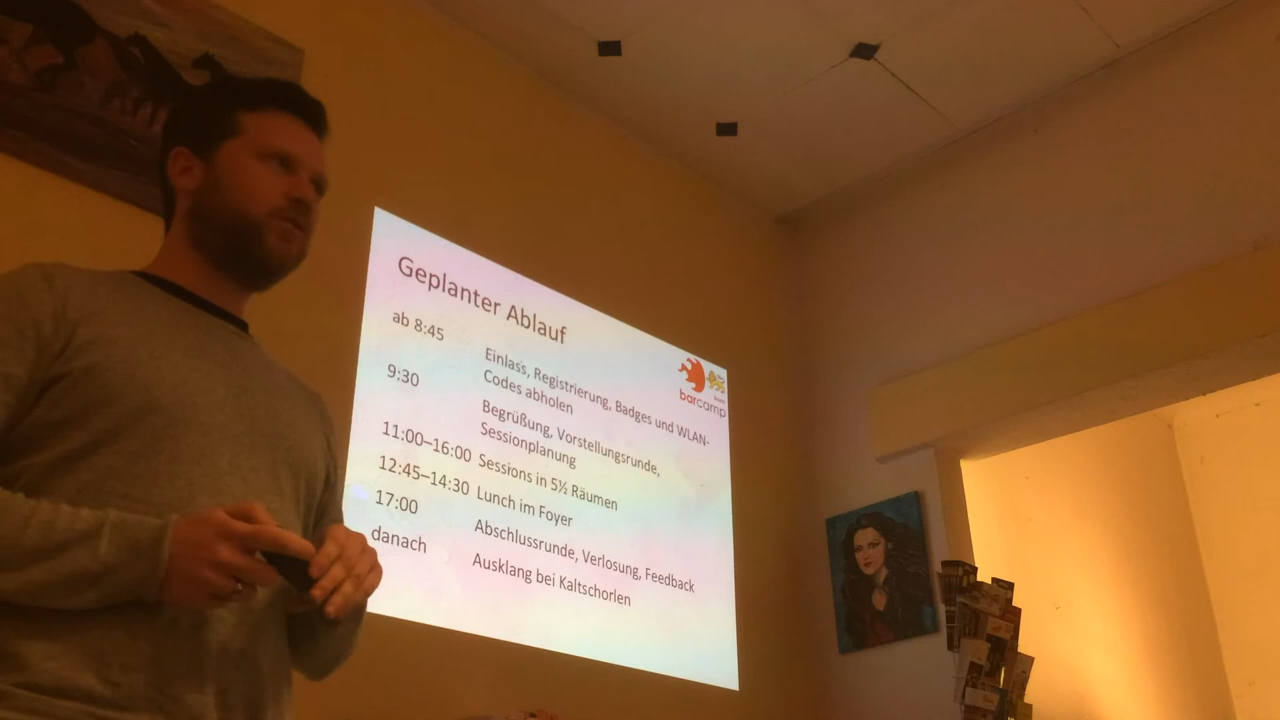 Geplanter Ablauf
ab 8:45
Einlass, Registrierung, Badges und WLAN-
Codes abholen
9:30
Begrüßung, Vorstellungsrunde,
Sessionplanung
11:00–16:00 Sessions in 5½ Räumen
12:45–14:30 Lunch im Foyer
17:00
Abschlussrunde, Verlosung, Feedback
danach
Ausklang bei Kaltschorlen
barcamp